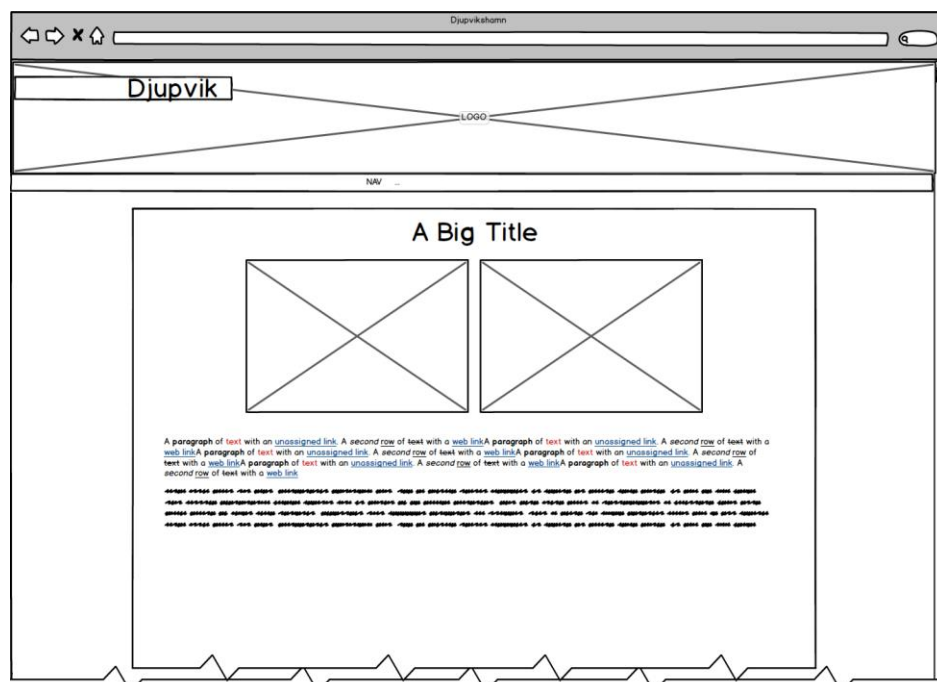 Djupvikshamn
Djupvik
LOGO
NAV
A Big Title
A paragraph of text with an unassigned link. A second row of text with a web linkA paragraph of text with an unassigned link. A second row of text with a
web linkA paragraph of text with an unassigned link. A second row of text with a web linkA paragraph of text with an unassigned link. A second row of
text with a web linkA paragraph of text with an unassigned link. A second row of text with a web linkA paragraph of text with an unassigned link. A
second row of text with a web link